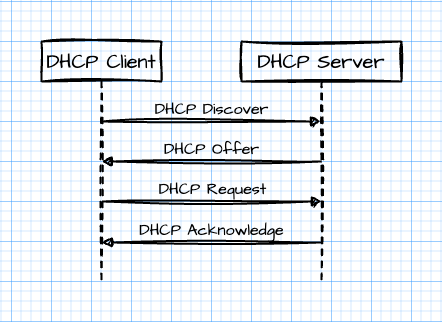 DHCP Client
DHCP Server
DHCP Discover
DHCP Offer
DHCP Request
DHCP Acknowledge